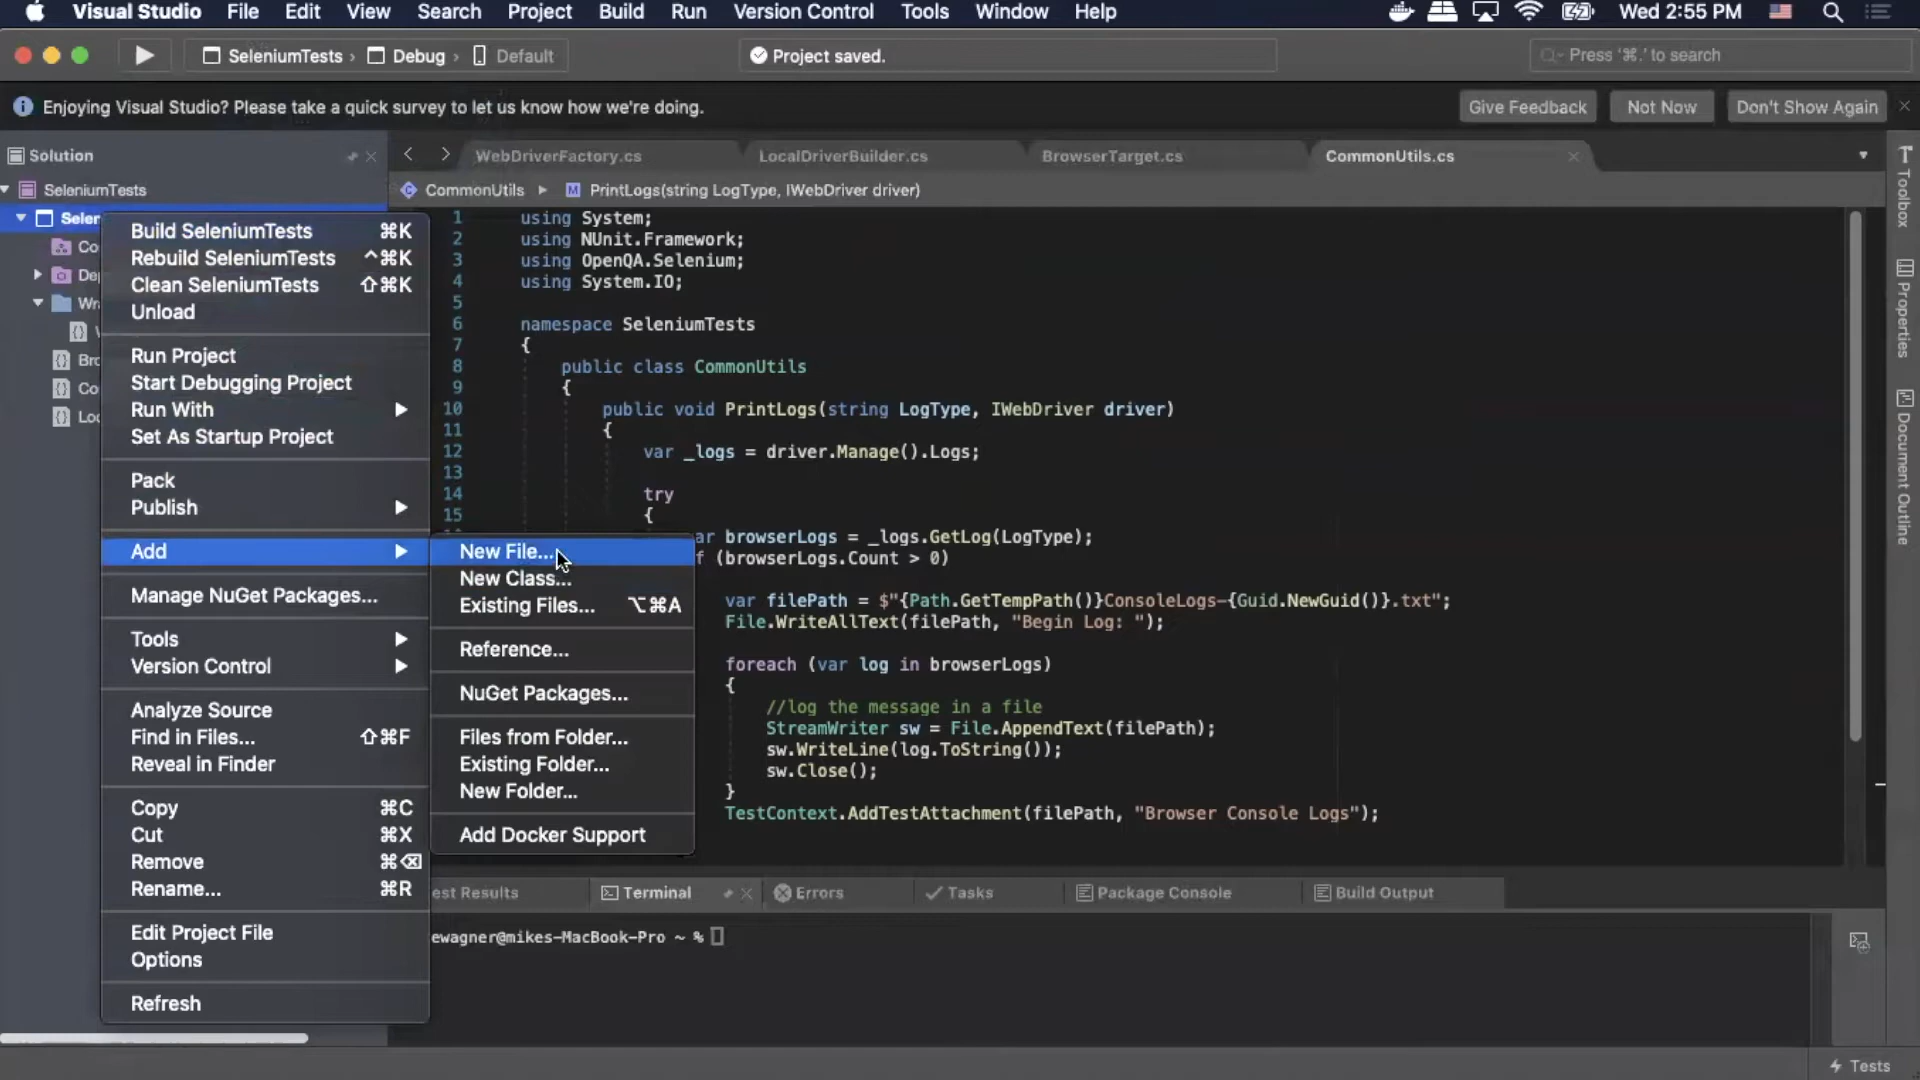 Visual Studio File Edit View Search Project Build Run Version Control Tools Window Help Wed 2:55 PM
SeleniumTests › Debug › Default
Project saved.
Press '⌘.' to search
Enjoying Visual Studio? Please take a quick survey to let us know how we're doing.
Give Feedback Not Now Don't Show Again
Solution
WebDriverFactory.cs LocalDriverBuilder.cs BrowserTarget.cs CommonUtils.cs
SeleniumTests
CommonUtils ▶ M PrintLogs(string LogType, IWebDriver driver)
Selen
Co
Dep
Wra
Bro
Co
Loc
Build SeleniumTests ⌘K
Rebuild SeleniumTests ^⌘K
Clean SeleniumTests ⇧⌘K
Unload
Run Project
Start Debugging Project
Run With
Set As Startup Project
Pack
Publish
Add
Manage NuGet Packages...
Tools
Version Control
Analyze Source
Find in Files... ⇧⌘F
Reveal in Finder
Copy ⌘C
Cut ⌘X
Remove ⌘⌫
Rename... ⌘R
Edit Project File
Options
Refresh
New File...
New Class...
Existing Files... ⌥⌘A
Reference...
NuGet Packages...
Files from Folder...
Existing Folder...
New Folder...
Add Docker Support
1 using System;
2 using NUnit.Framework;
3 using OpenQA.Selenium;
4 using System.IO;
5
6 namespace SeleniumTests
7 {
8 public class CommonUtils
9 {
10 public void PrintLogs(string LogType, IWebDriver driver)
11 {
12 var _logs = driver.Manage().Logs;
13
14 try
15 {
ar browserLogs = _logs.GetLog(LogType);
f (browserLogs.Count > 0)
var filePath = $"{Path.GetTempPath()}ConsoleLogs-{Guid.NewGuid()}.txt";
File.WriteAllText(filePath, "Begin Log: ");
foreach (var log in browserLogs)
{
//log the message in a file
StreamWriter sw = File.AppendText(filePath);
sw.WriteLine(log.ToString());
sw.Close();
}
TestContext.AddTestAttachment(filePath, "Browser Console Logs");
est Results Terminal Errors Tasks Package Console Build Output
ewagner@mikes-MacBook-Pro ~ %
Toolbox
Properties
Document Outline
Tests